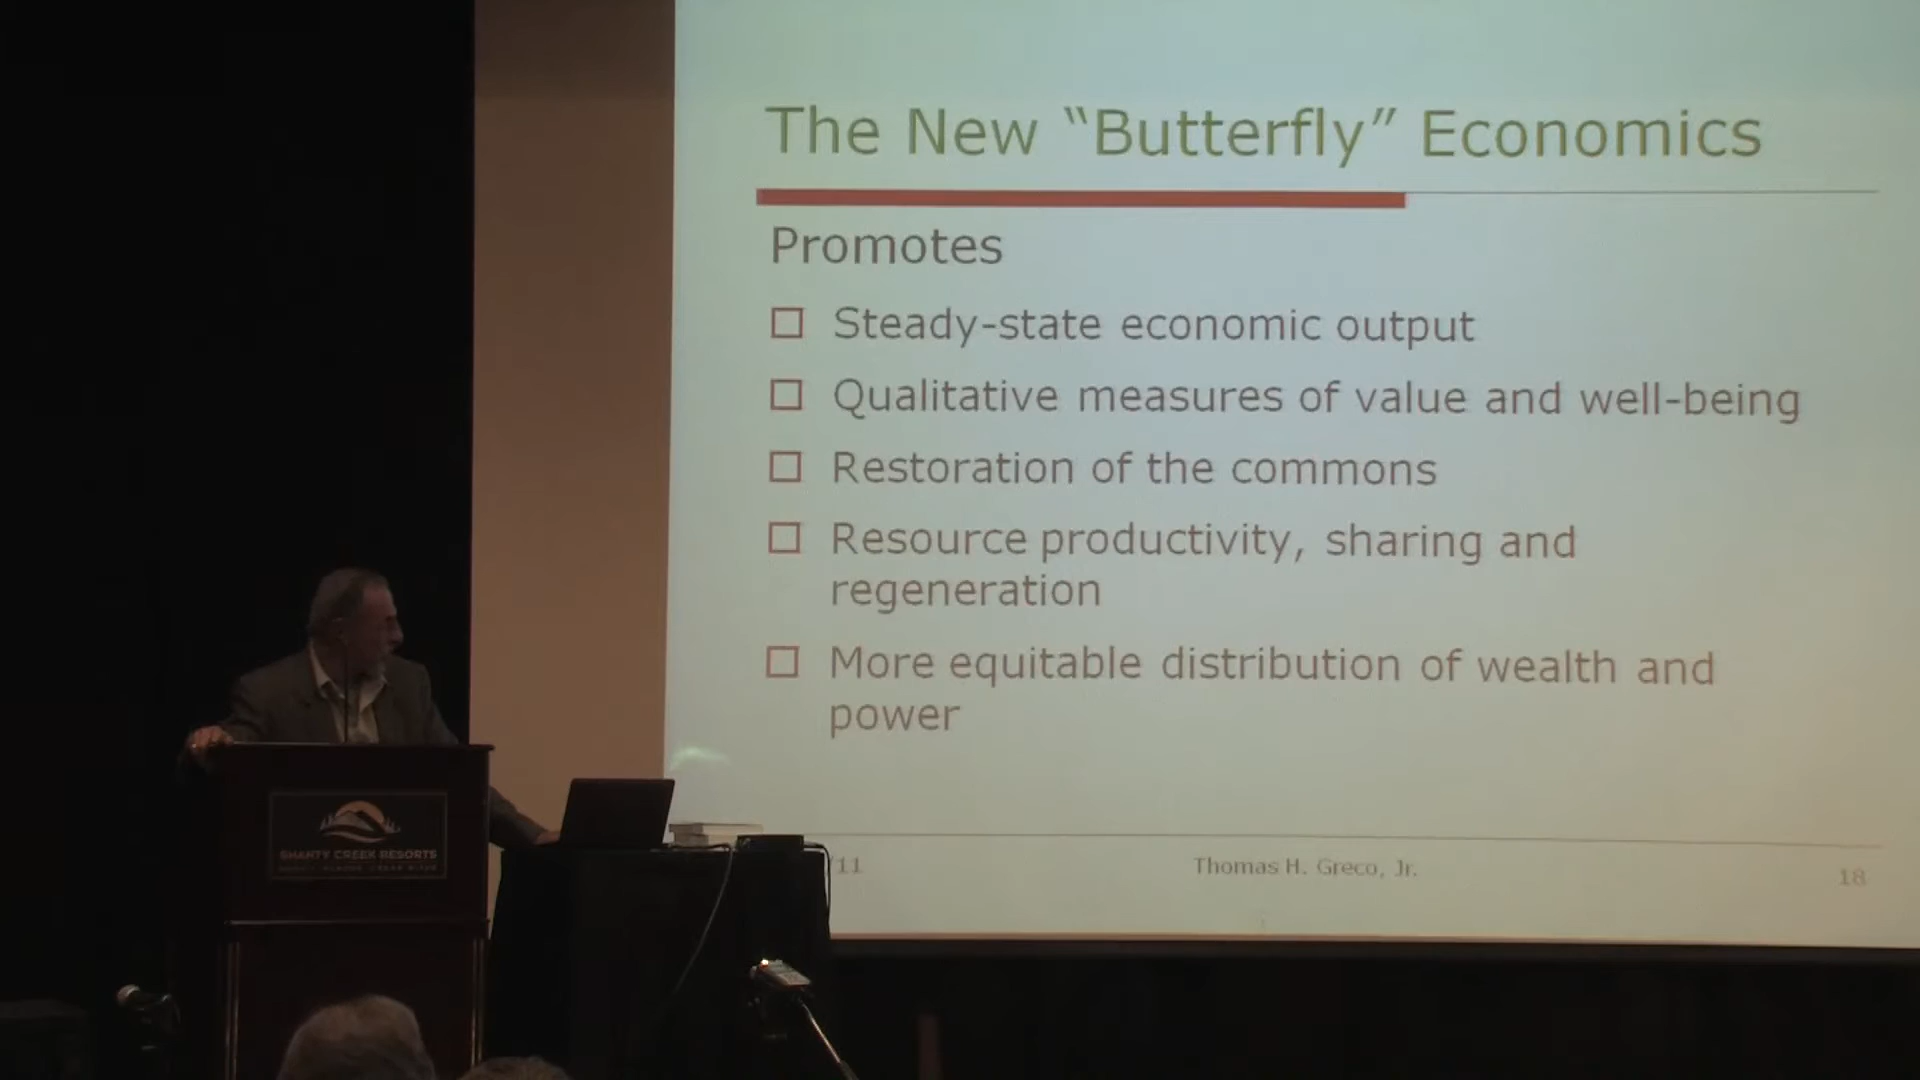 The New “Butterfly” Economics
Promotes
Steady-state economic output
Qualitative measures of value and well-being
Restoration of the commons
Resource productivity, sharing and
regeneration
More equitable distribution of wealth and
power
/11
Thomas H. Greco, Jr.
18
SHANTY CREEK RESORTS